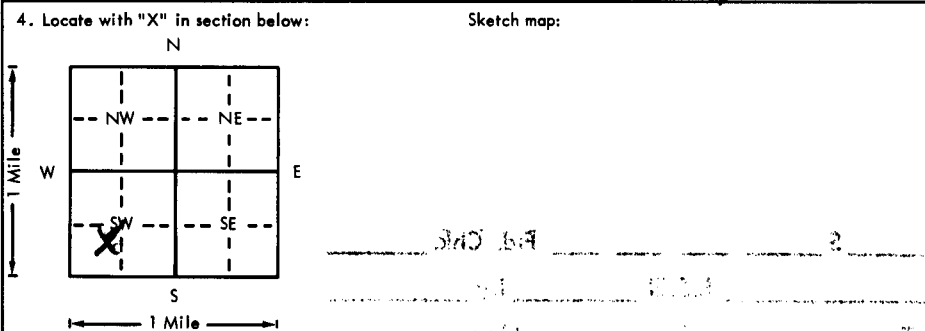 4. Locate with "X" in section below:
Sketch map:
N
NW NE
1 Mile
W E
SW SE
X
S
1 Mile